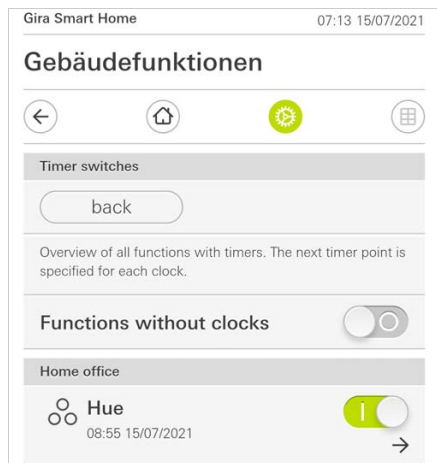 Gira Smart Home 07:13 15/07/2021
Gebäudefunktionen
Timer switches
back
Overview of all functions with timers. The next timer point is
specified for each clock.
Functions without clocks
Home office
Hue
08:55 15/07/2021